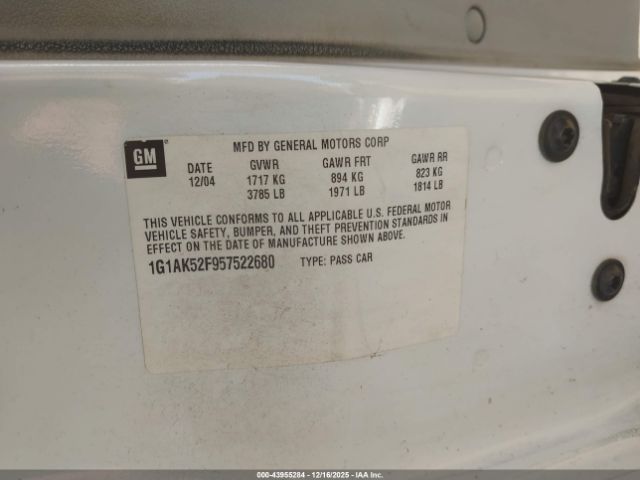 GM
MFD BY GENERAL MOTORS CORP
DATE GVWR GAWR FRT GAWR RR
12/04 1717 KG 894 KG 823 KG
3785 LB 1971 LB 1814 LB
THIS VEHICLE CONFORMS TO ALL APPLICABLE U.S. FEDERAL MOTOR
VEHICLE SAFETY, BUMPER, AND THEFT PREVENTION STANDARDS IN
EFFECT ON THE DATE OF MANUFACTURE SHOWN ABOVE.
1G1AK52F957522680 TYPE: PASS CAR
000-43955284 - 12/16/2025 - IAAI.com